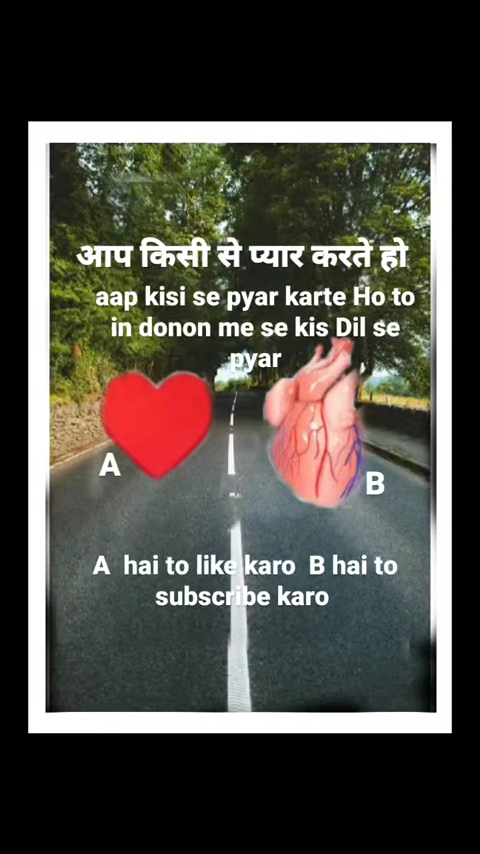 आप किसी से प्यार करते हो
aap kisi se pyar karte Ho to
in donon me se kis Dil se
pyar
A
B
A hai to like karo B hai to
subscribe karo